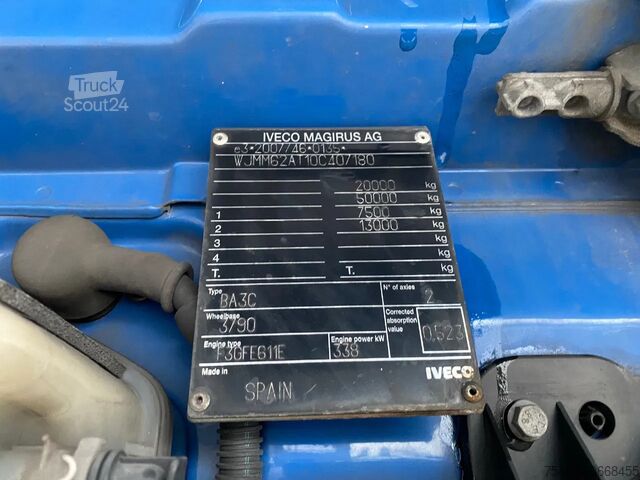 Truck
Scout24
IVECO MAGIRUS AG
e3*2007/46*0135*
WJMM62AT10C407180
20000 kg
50000 kg
1 7500 kg
2 13000 kg
3 kg
4 kg
T. T. kg
Type BA3C N° of axles 2
Wheelbase 3790 Corrected absorption value 0,523
Engine type F3GFE611E Engine power kW 338
Made in SPAIN IVECO